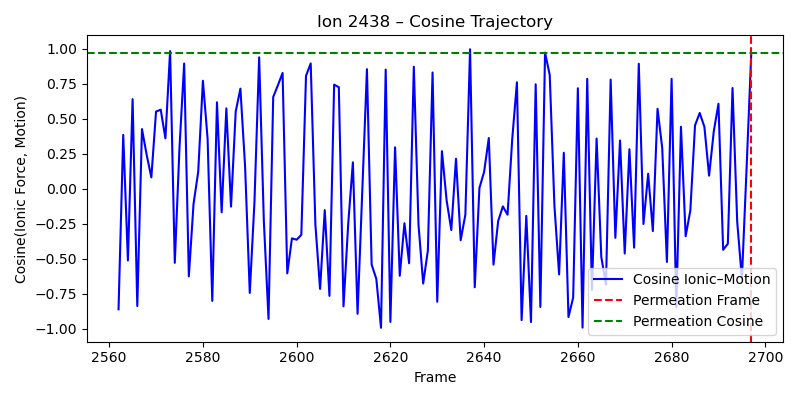 Ion 2438 – Cosine Trajectory
Cosine(Ionic Force, Motion)
1.00
0.75
0.50
0.25
0.00
−0.25
−0.50
−0.75
−1.00
Cosine Ionic–Motion
Permeation Frame
Permeation Cosine
2560 2580 2600 2620 2640 2660 2680 2700
Frame